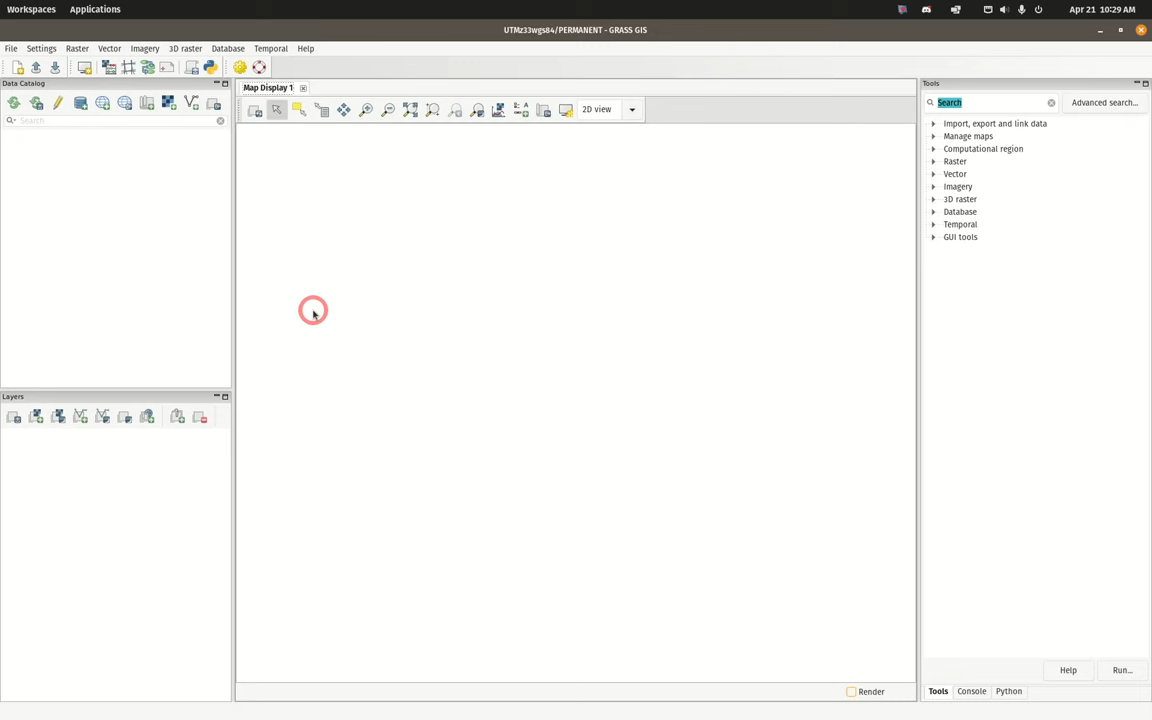 Workspaces Applications Apr 21 10:29 AM
UTMz33wgs84/PERMANENT - GRASS GIS
File Settings Raster Vector Imagery 3D raster Database Temporal Help
Data Catalog
Search
Layers
Map Display 1
2D view
Render
Tools
Search Advanced search...
Import, export and link data
Manage maps
Computational region
Raster
Vector
Imagery
3D raster
Database
Temporal
GUI tools
Help Run...
Tools Console Python